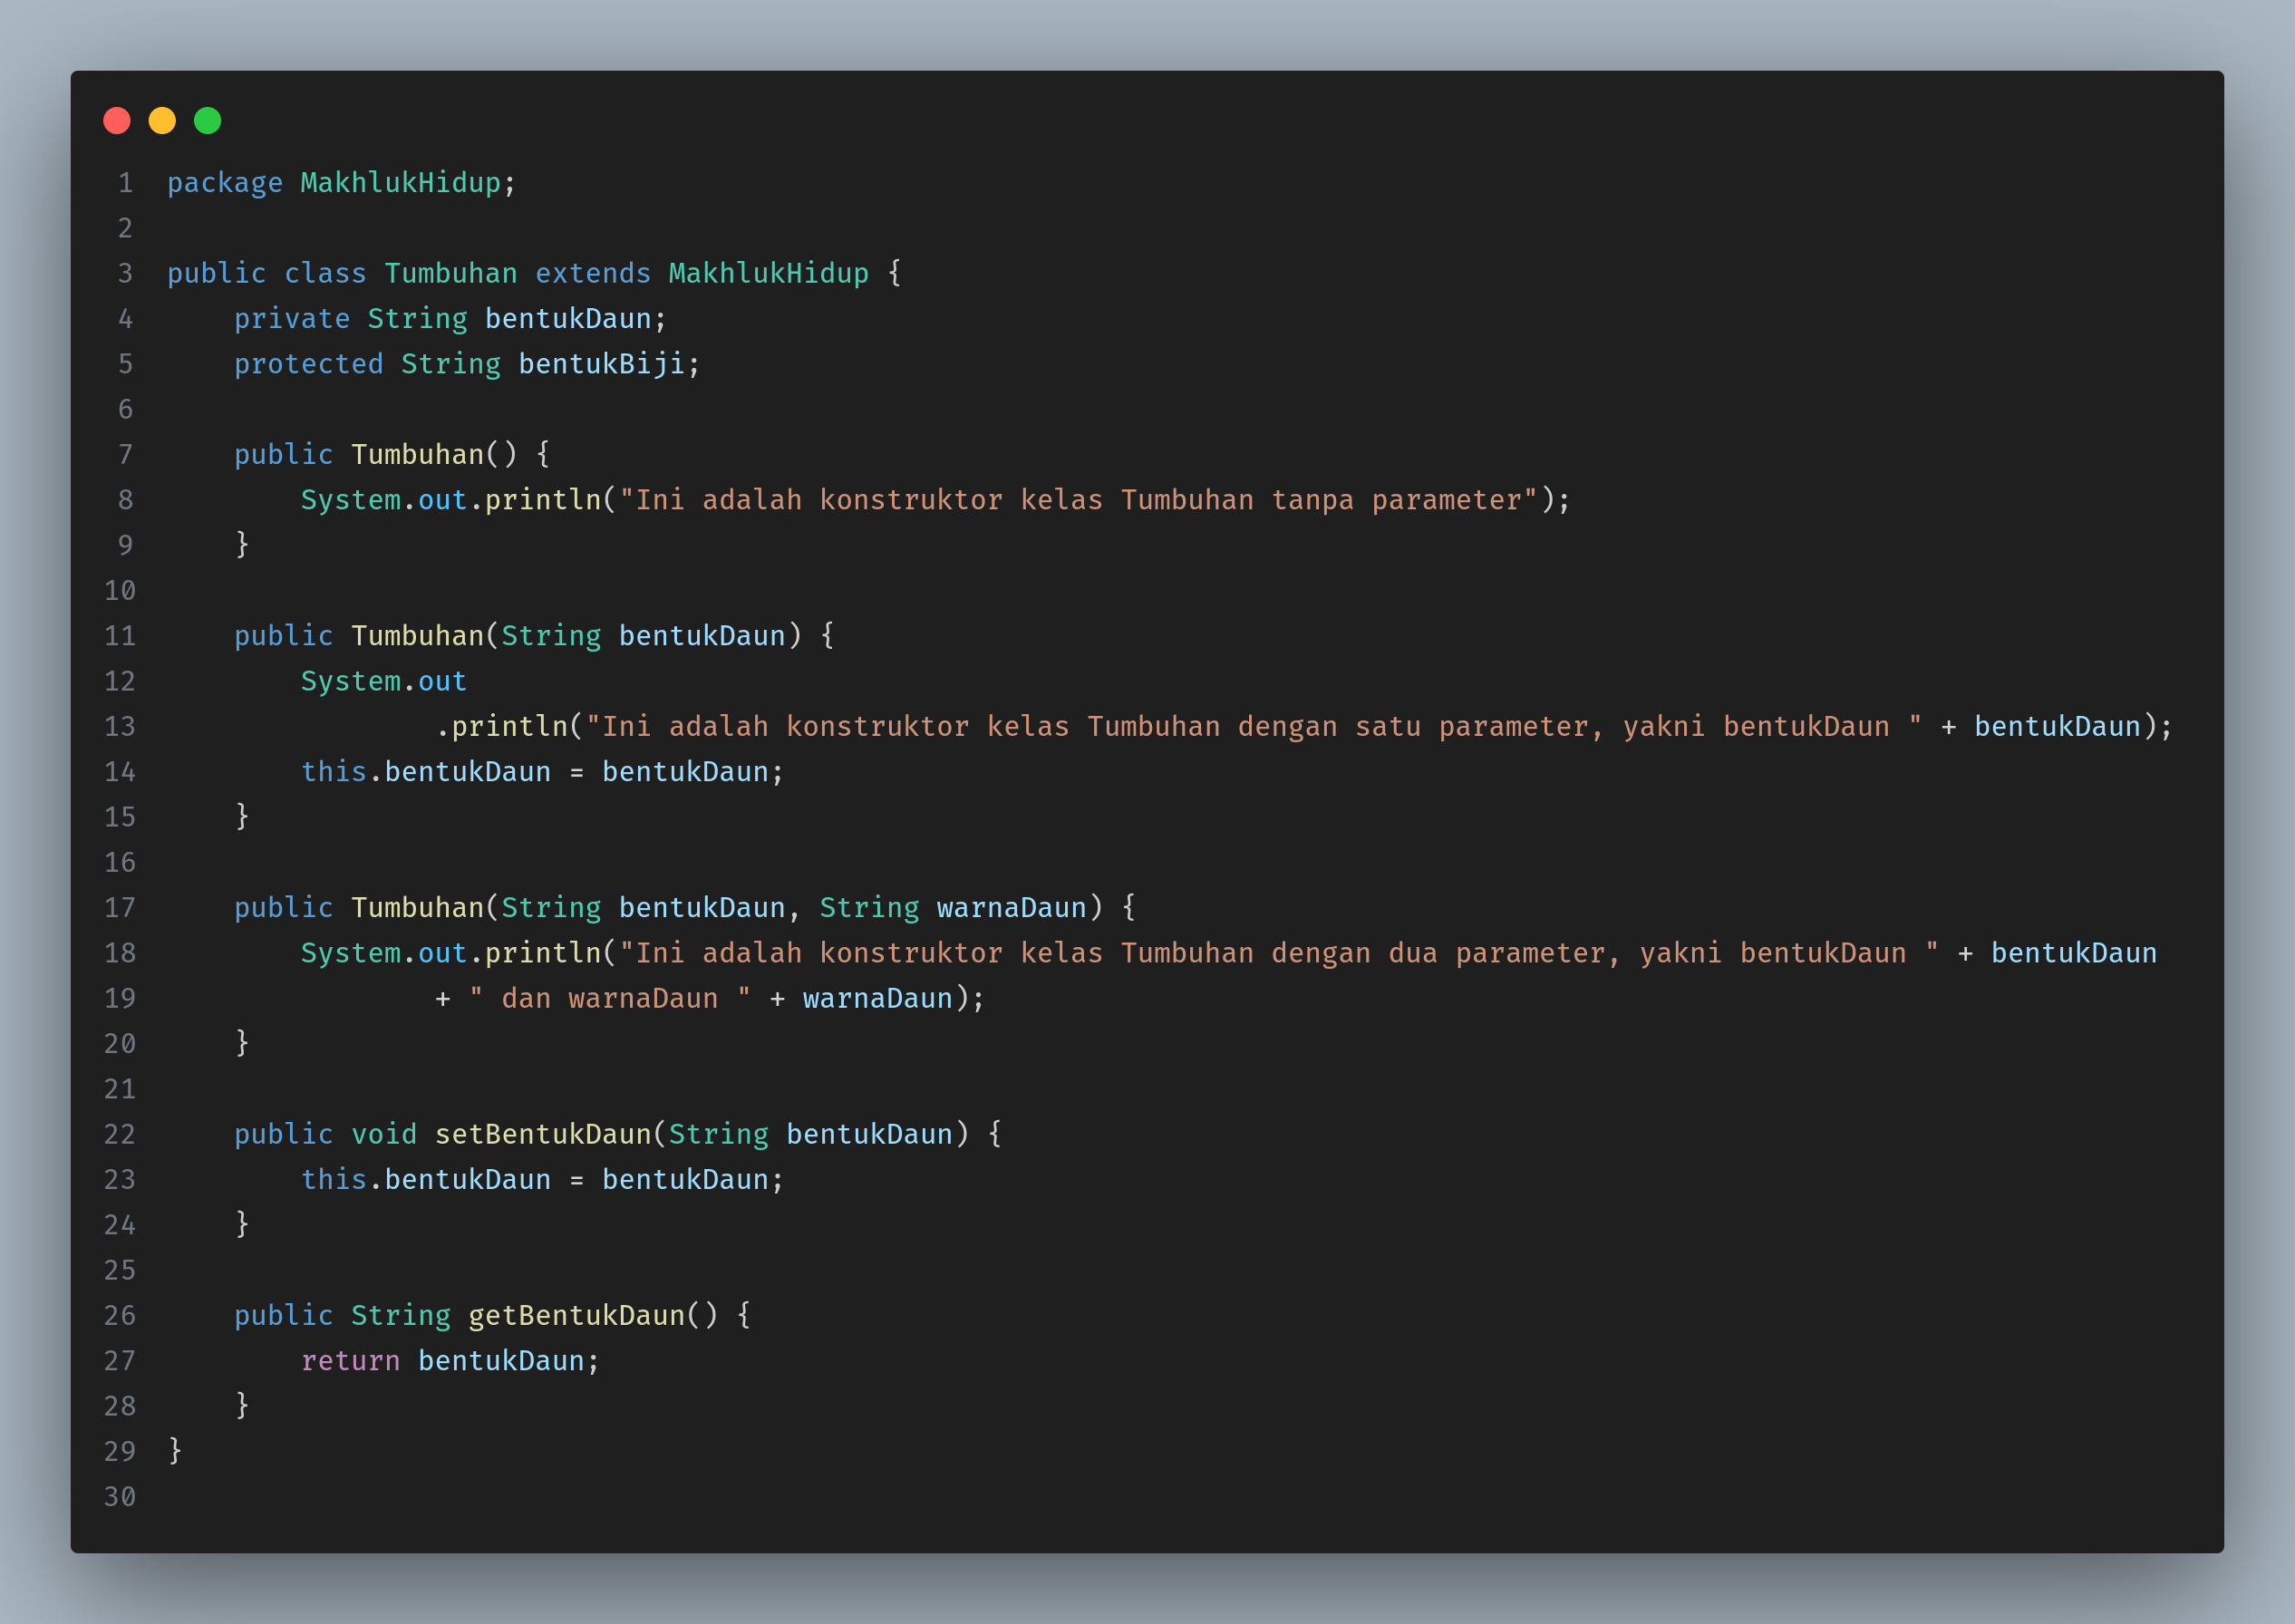 1 package MakhlukHidup;
2
3 public class Tumbuhan extends MakhlukHidup {
4     private String bentukDaun;
5     protected String bentukBiji;
6
7     public Tumbuhan() {
8         System.out.println("Ini adalah konstruktor kelas Tumbuhan tanpa parameter");
9     }
10
11     public Tumbuhan(String bentukDaun) {
12         System.out
13                 .println("Ini adalah konstruktor kelas Tumbuhan dengan satu parameter, yakni bentukDaun " + bentukDaun);
14         this.bentukDaun = bentukDaun;
15     }
16
17     public Tumbuhan(String bentukDaun, String warnaDaun) {
18         System.out.println("Ini adalah konstruktor kelas Tumbuhan dengan dua parameter, yakni bentukDaun " + bentukDaun
19                 + " dan warnaDaun " + warnaDaun);
20     }
21
22     public void setBentukDaun(String bentukDaun) {
23         this.bentukDaun = bentukDaun;
24     }
25
26     public String getBentukDaun() {
27         return bentukDaun;
28     }
29 }
30